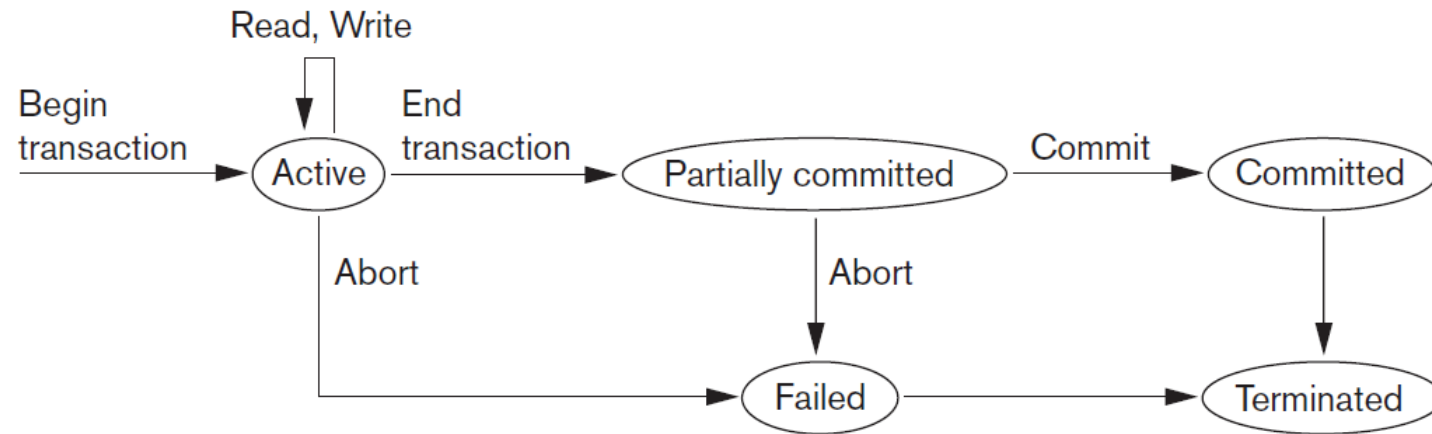 Read, Write
Begin
transaction
End
transaction
Active
Partially committed
Commit
Committed
Abort
Abort
Failed
Terminated